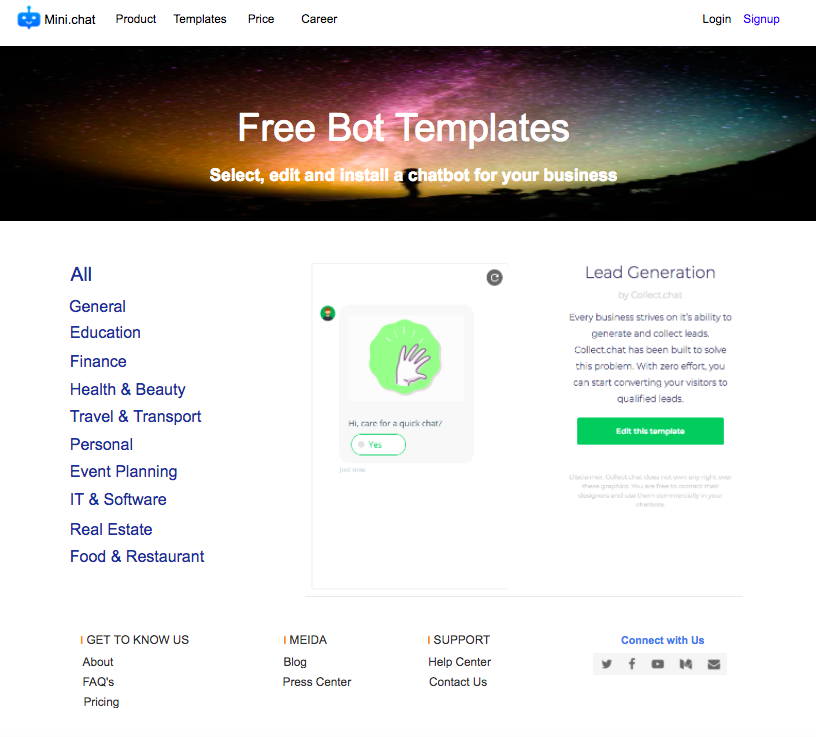 Mini.chat Product Templates Price Career Login Signup
Free Bot Templates
Select, edit and install a chatbot for your business
All
General
Education
Finance
Health & Beauty
Travel & Transport
Personal
Event Planning
IT & Software
Real Estate
Food & Restaurant
Hi, care for a quick chat?
Yes
just now
Lead Generation
by Collect.chat
Every business strives on it's ability to
generate and collect leads.
Collect.chat has been built to solve
this problem. With zero effort, you
can start converting your visitors to
qualified leads.
Edit this template
Disclaimer: Collect.chat does not own any right over
these graphics. You are free to contact their
designers and use them commercially in your
chatbots.
GET TO KNOW US
About
FAQ's
Pricing
MEIDA
Blog
Press Center
SUPPORT
Help Center
Contact Us
Connect with Us